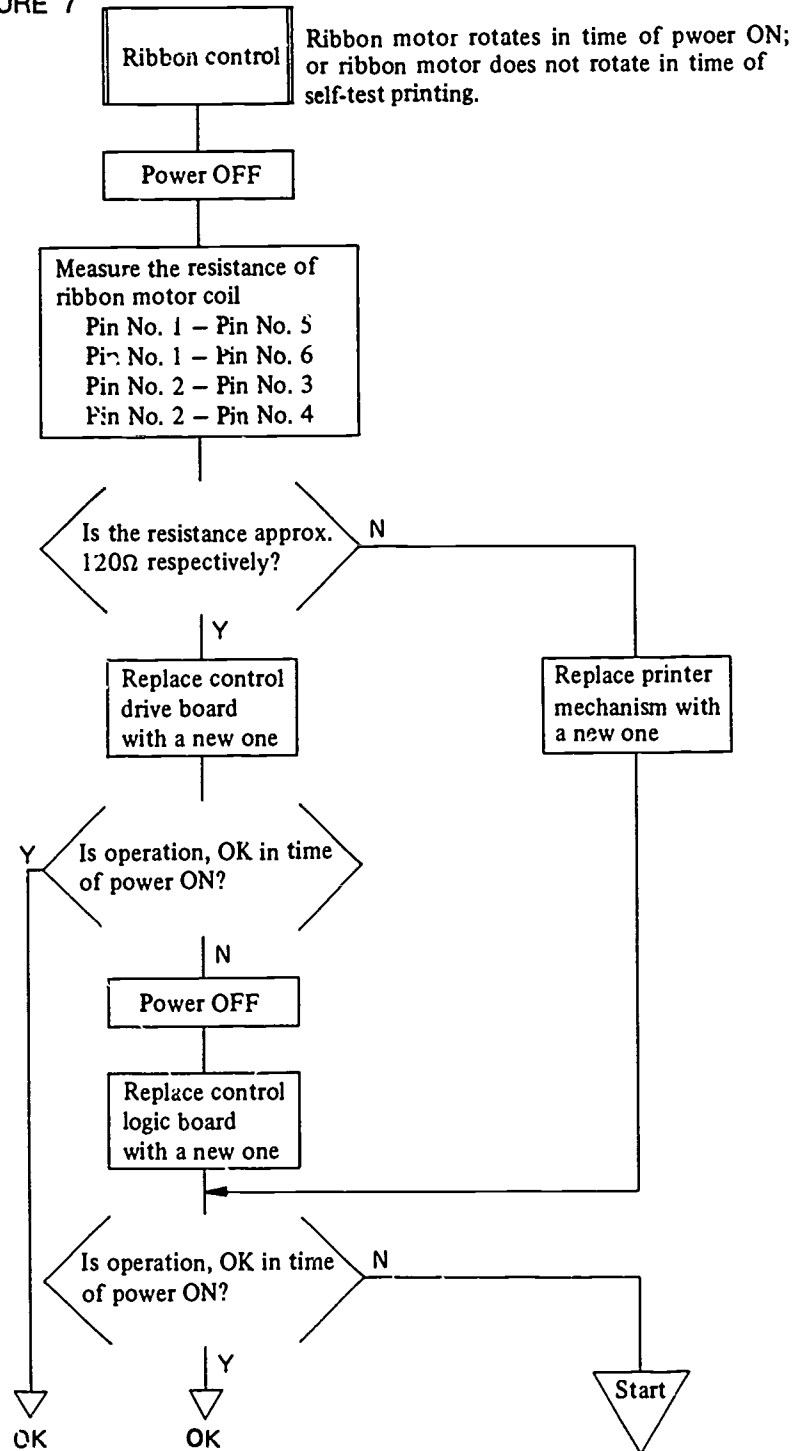 URE 7
Ribbon control
Ribbon motor rotates in time of pwoer ON;
or ribbon motor does not rotate in time of
self-test printing.
Power OFF
Measure the resistance of
ribbon motor coil
Pin No. 1 – Pin No. 5
Pin No. 1 – Pin No. 6
Pin No. 2 – Pin No. 3
Pin No. 2 – Pin No. 4
Is the resistance approx.
120Ω respectively?
N
Y
Replace control
drive board
with a new one
Replace printer
mechanism with
a new one
Y
Is operation, OK in time
of power ON?
N
Power OFF
Replace control
logic board
with a new one
Is operation, OK in time
of power ON?
N
Y
Start
OK
OK